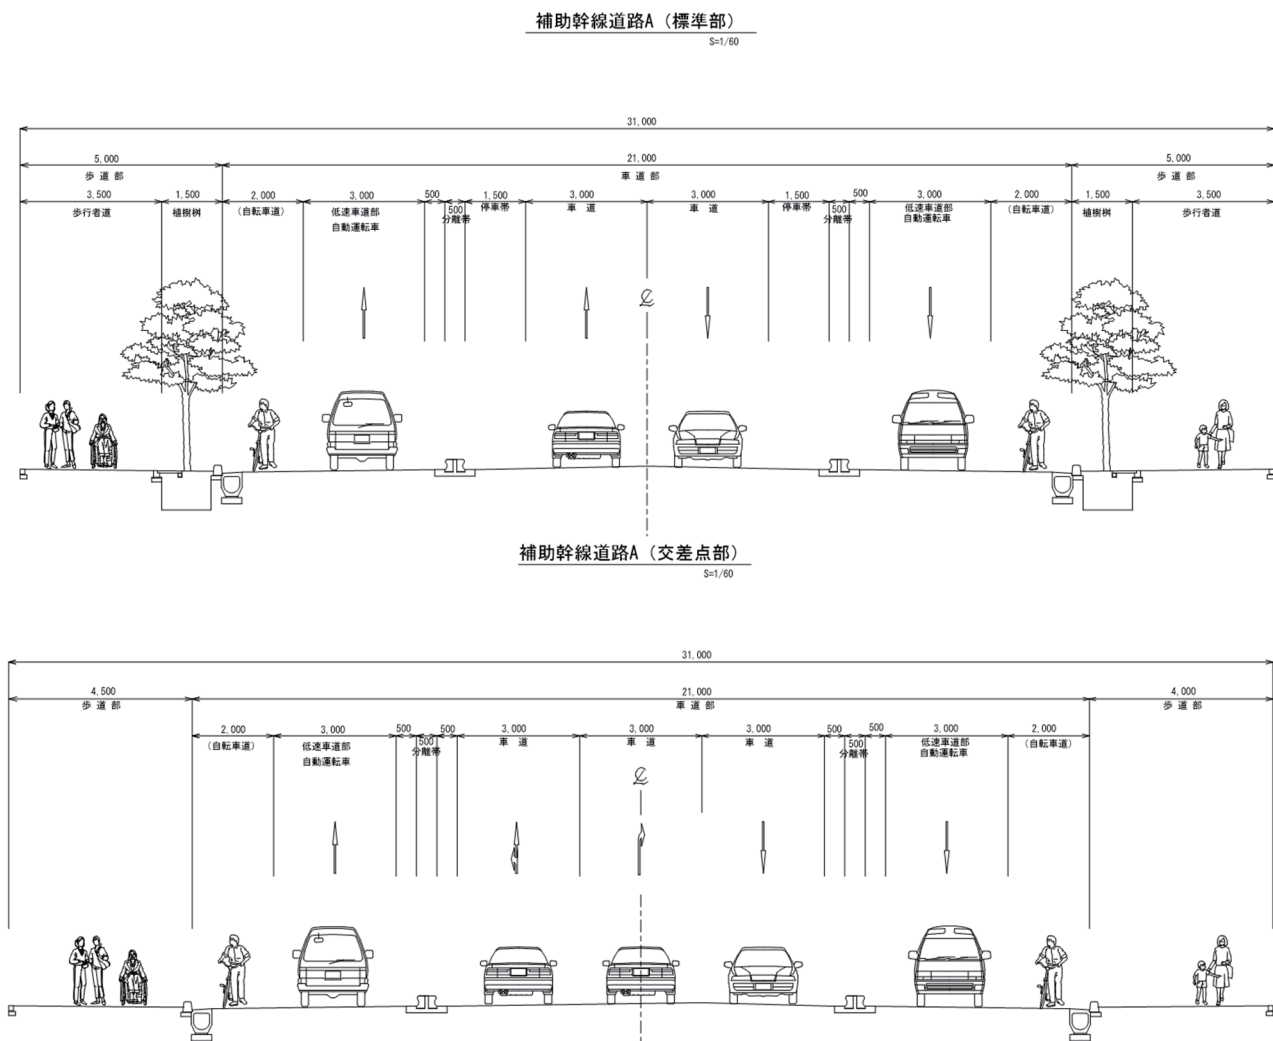 補助幹線道路A（標準部）
S=1/60
31,000
5,000 21,000 5,000
歩道部 車道部 歩道部
3,500 1,500 2,000 3,000 500 500 1,500 3,000 3,000 1,500 500 500 3,000 2,000 1,500 3,500
歩行者道 植樹桝 (自転車道) 低速車道部 分離帯 停車帯 車道 車道 停車帯 分離帯 低速車道部 (自転車道) 植樹桝 歩行者道
自動運転車 自動運転車
℄
補助幹線道路A（交差点部）
S=1/60
31,000
4,500 21,000 4,000
歩道部 車道部 歩道部
2,000 3,000 500 500 500 3,000 3,000 3,000 500 500 500 3,000 2,000
(自転車道) 低速車道部 分離帯 車道 車道 車道 分離帯 低速車道部 (自転車道)
自動運転車 自動運転車
℄